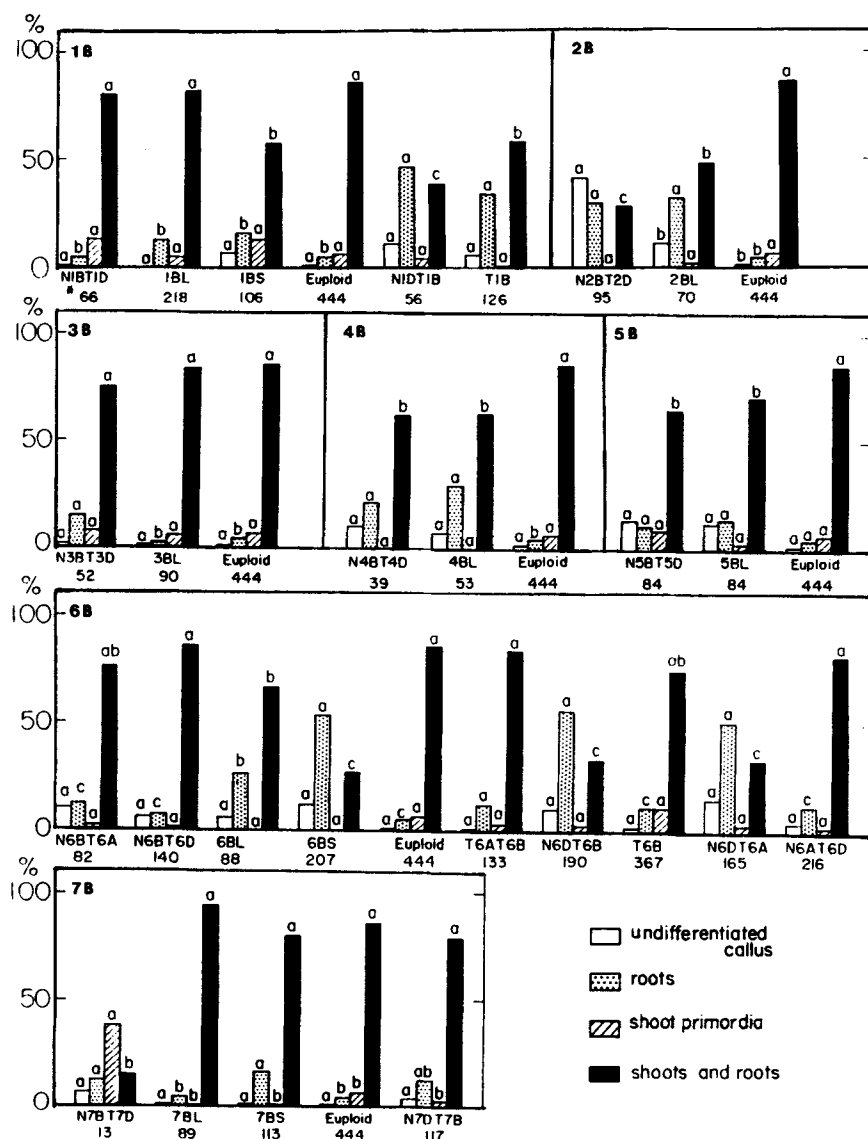 %
100
1B
2B
a b a a a b a a a b a b a b a a a a a c a a a b a a a c a a a b b b a a
50
0
N1BT1D 1BL 1BS Euploid N1DT1B T1B N2BT2D 2BL Euploid
# 66 218 106 444 56 126 95 70 444
100
3B
4B
5B
a a a a a b a a a b a a a a a b a a a b a a a a a a a b a a a b a a a a
50
0
N3BT3D 3BL Euploid N4BT4D 4BL Euploid N5BT5D 5BL Euploid
52 90 444 39 53 444 84 84 444
%
100
6B
a c a ab a c a a a b a b a a a c a c a a a a a a a a a c a a a ab a a a c a a a a
50
0
N6BT6A N6BT6D 6BL 6BS Euploid T6AT6B N6DT6B T6B N6DT6A N6AT6D
82 140 88 207 444 133 190 367 165 216
%
100
7B
a a a b a b b a a a b a a b b a a ab b a
50
0
N7BT7D 7BL 7BS Euploid N7DT7B
13 89 113 444 117
undifferentiated
callus
roots
shoot primordia
shoots and roots